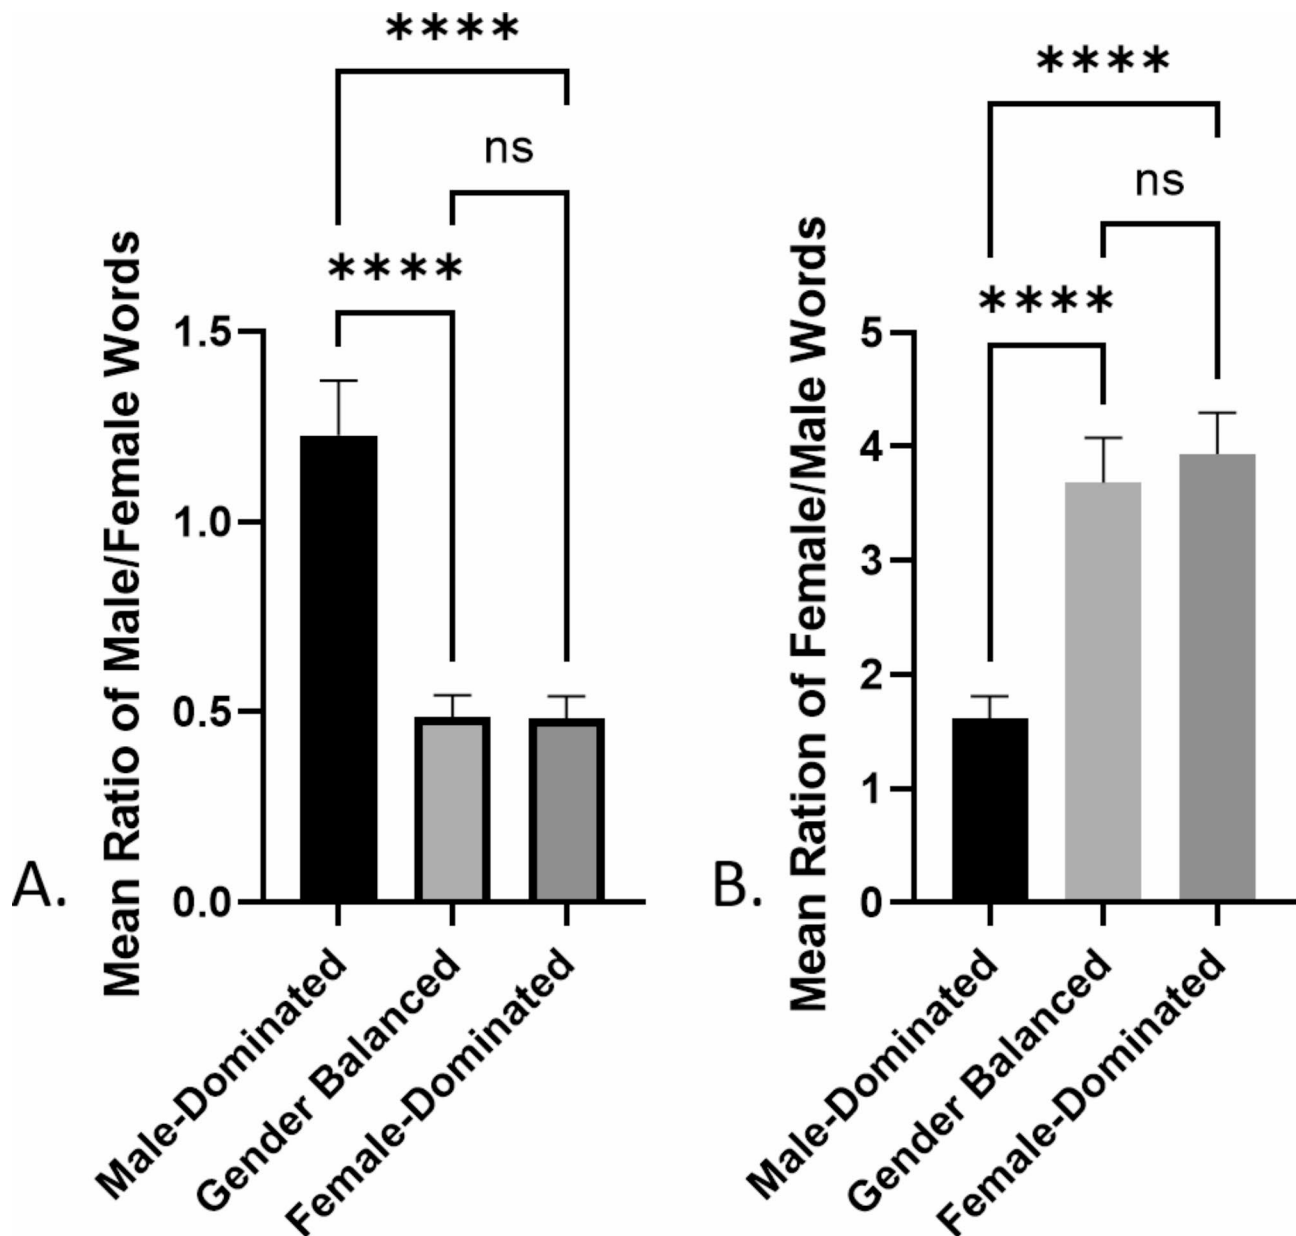 ****
ns
****
Mean Ratio of Male/Female Words
1.5
1.0
0.5
0.0
A.
Male-Dominated
Gender Balanced
Female-Dominated
****
ns
****
Mean Ration of Female/Male Words
5
4
3
2
1
0
B.
Male-Dominated
Gender Balanced
Female-Dominated